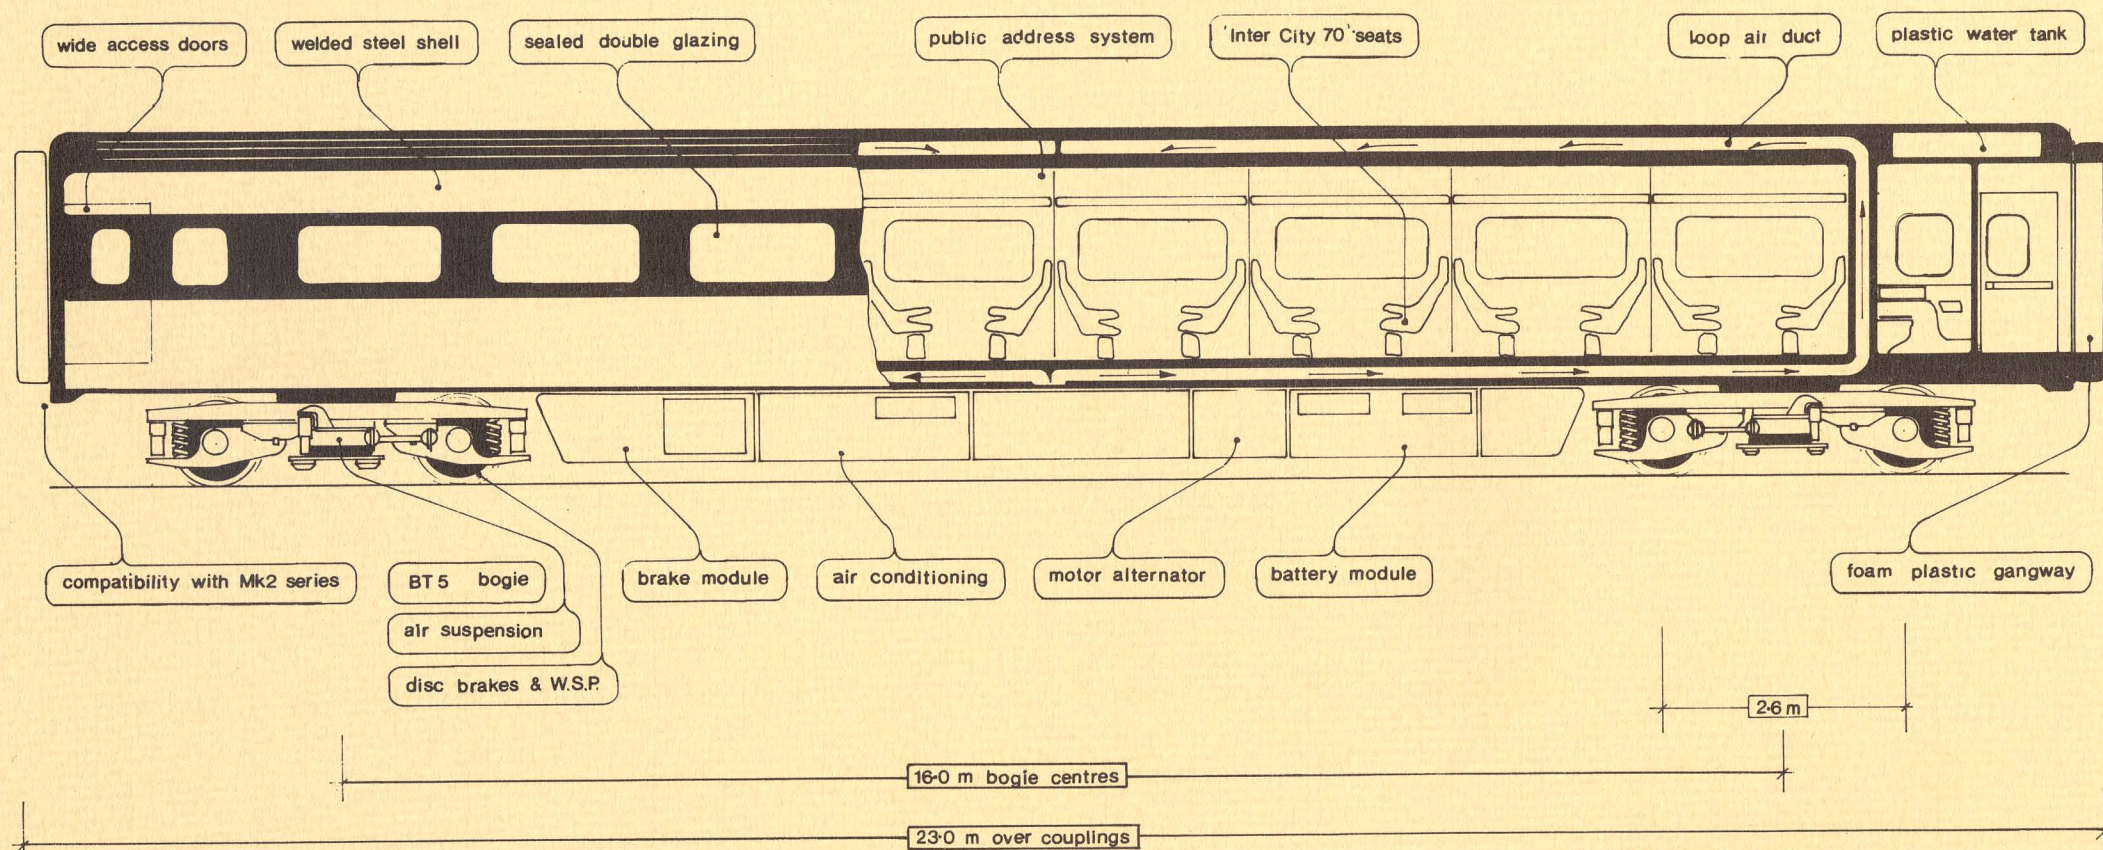 wide access doors
welded steel shell
sealed double glazing
public address system
'Inter City 70' seats
loop air duct
plastic water tank
compatibility with Mk2 series
BT 5 bogie
air suspension
disc brakes & W.S.P.
brake module
air conditioning
motor alternator
battery module
foam plastic gangway
2·6 m
16·0 m bogie centres
23·0 m over couplings